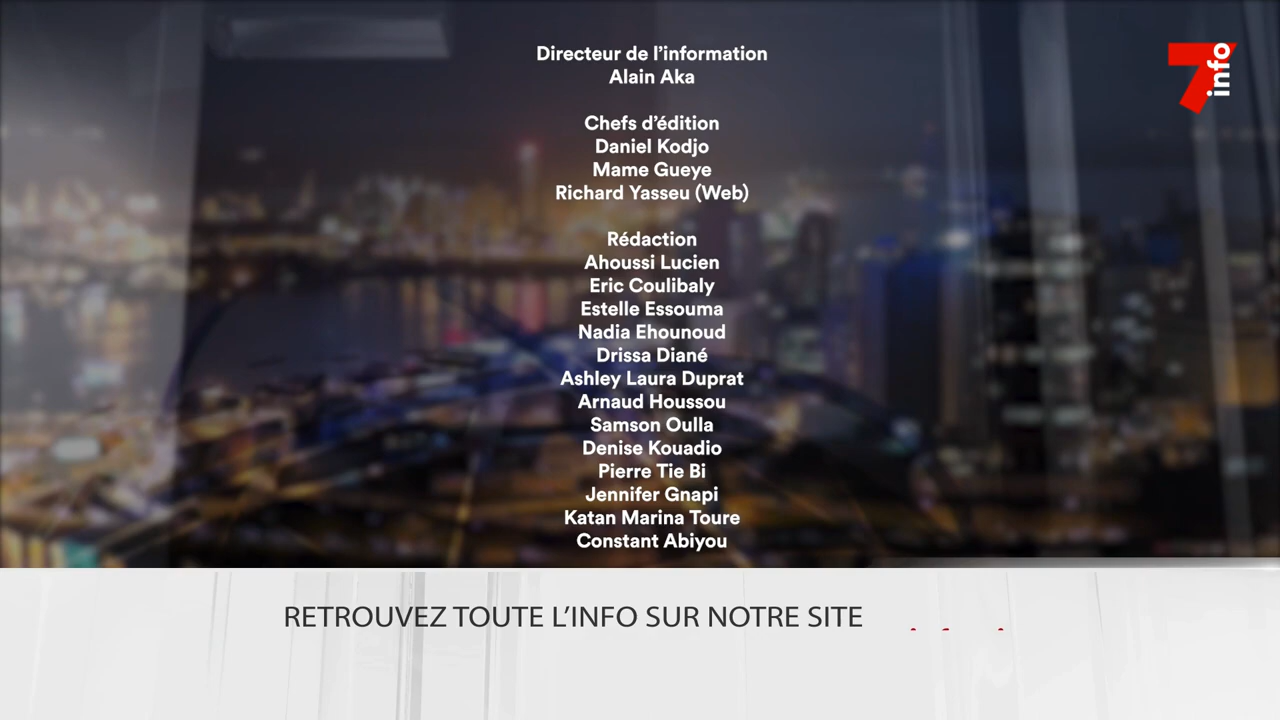 Directeur de l'information
Alain Aka
Chefs d'édition
Daniel Kodjo
Mame Gueye
Richard Yasseu (Web)
Rédaction
Ahoussi Lucien
Eric Coulibaly
Estelle Essouma
Nadia Ehounoud
Drissa Diané
Ashley Laura Duprat
Arnaud Houssou
Samson Oulla
Denise Kouadio
Pierre Tie Bi
Jennifer Gnapi
Katan Marina Toure
Constant Abiyou
7info
RETROUVEZ TOUTE L'INFO SUR NOTRE SITE